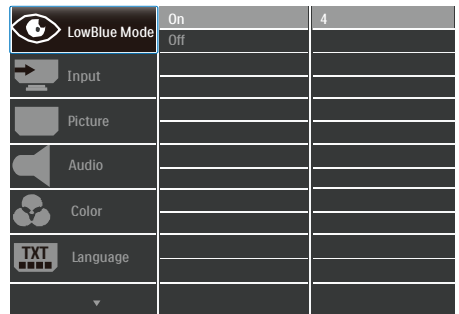 LowBlue Mode
On
4
Off
Input
Picture
Audio
Color
TXT
Language